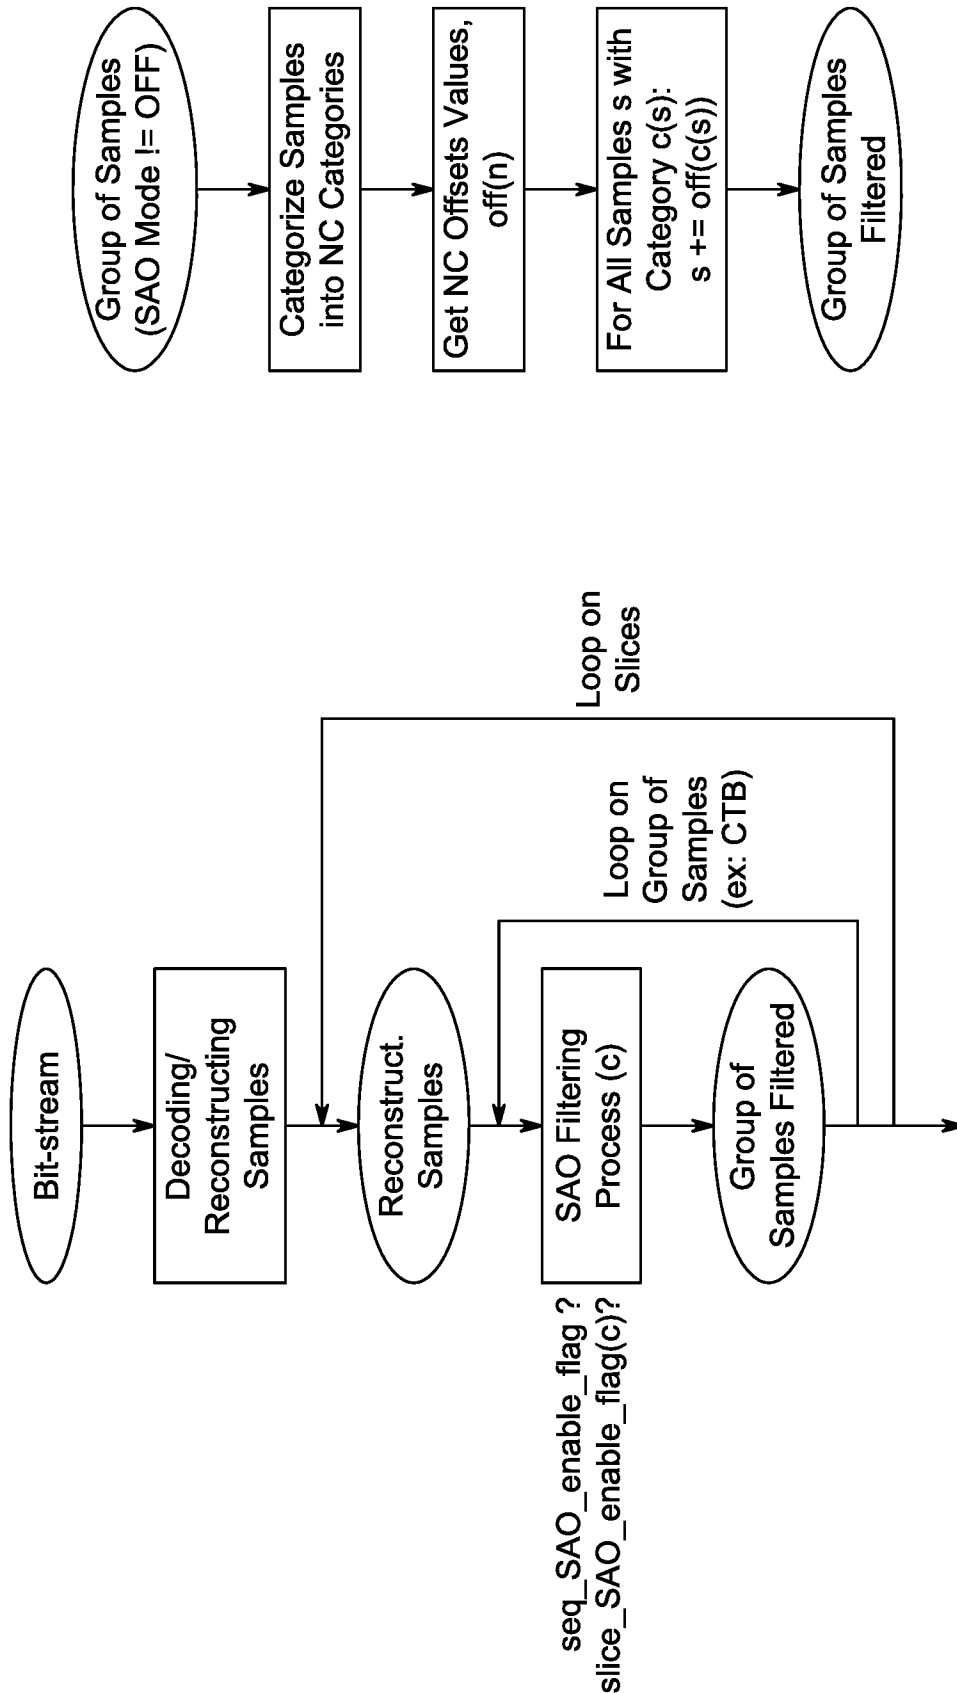 Bit-stream
Decoding/
Reconstructing
Samples
Reconstruct.
Samples
seq_SAO_enable_flag ?
slice_SAO_enable_flag(c)?
SAO Filtering
Process (c)
Group of
Samples Filtered
Loop on
Group of
Samples
(ex: CTB)
Loop on
Slices
Group of Samples
(SAO Mode != OFF)
Categorize Samples
into NC Categories
Get NC Offsets Values,
off(n)
For All Samples s with
Category c(s):
s += off(c(s))
Group of Samples
Filtered